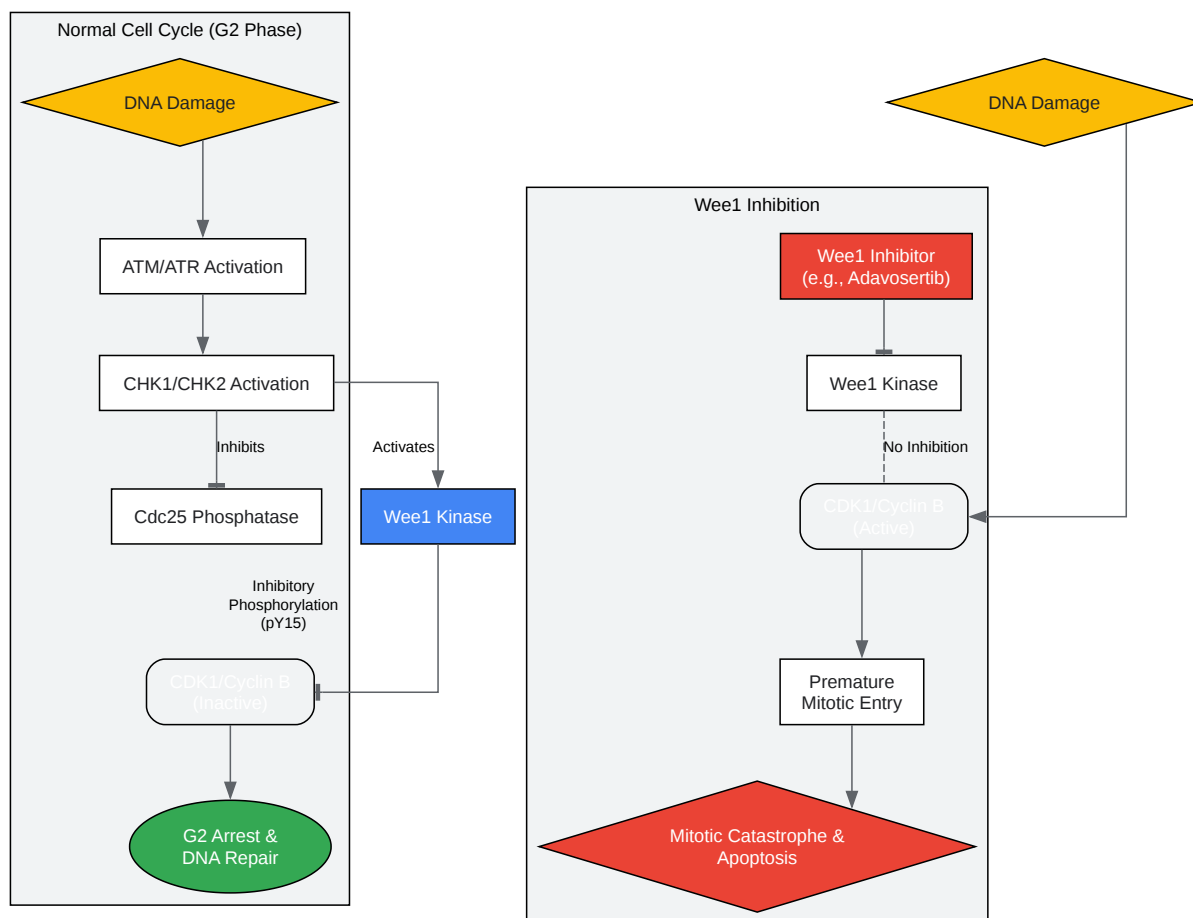 Normal Cell Cycle (G2 Phase)
DNA Damage
ATM/ATR Activation
CHK1/CHK2 Activation
Inhibits
Activates
Cdc25 Phosphatase
Wee1 Kinase
Inhibitory
Phosphorylation
(pY15)
CDK1/Cyclin B
(Inactive)
G2 Arrest &
DNA Repair
DNA Damage
Wee1 Inhibition
Wee1 Inhibitor
(e.g., Adavosertib)
Wee1 Kinase
No Inhibition
CDK1/Cyclin B
(Active)
Premature
Mitotic Entry
Mitotic Catastrophe &
Apoptosis